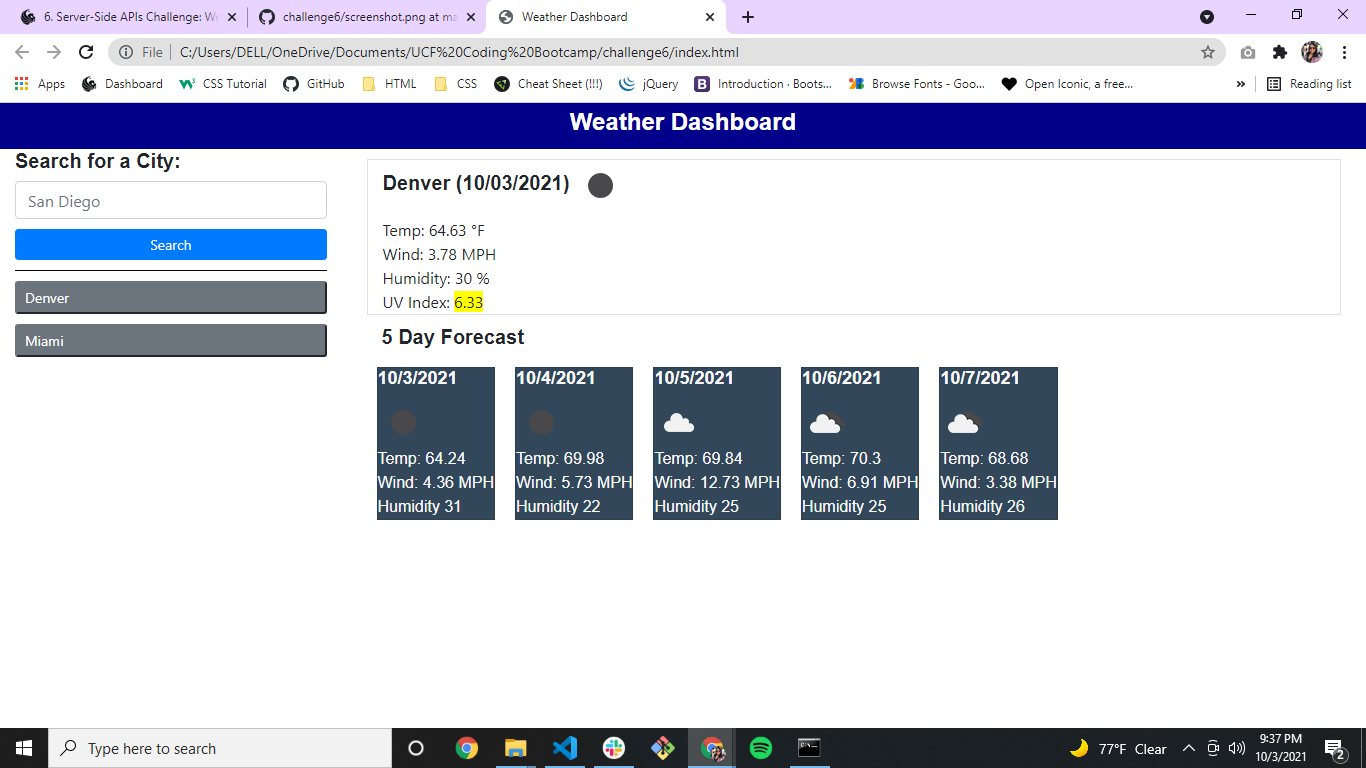 6. Server-Side APIs Challenge: We
challenge6/screenshot.png at ma
Weather Dashboard
File
C:/Users/DELL/OneDrive/Documents/UCF%20Coding%20Bootcamp/challenge6/index.html
Apps Dashboard CSS Tutorial GitHub HTML CSS Cheat Sheet (!!!) jQuery Introduction · Boots... Browse Fonts - Goo... Open Iconic, a free... » Reading list
Weather Dashboard
Search for a City:
San Diego
Search
Denver
Miami
Denver (10/03/2021)
Temp: 64.63 °F
Wind: 3.78 MPH
Humidity: 30 %
UV Index: 6.33
5 Day Forecast
10/3/2021
Temp: 64.24
Wind: 4.36 MPH
Humidity 31
10/4/2021
Temp: 69.98
Wind: 5.73 MPH
Humidity 22
10/5/2021
Temp: 69.84
Wind: 12.73 MPH
Humidity 25
10/6/2021
Temp: 70.3
Wind: 6.91 MPH
Humidity 25
10/7/2021
Temp: 68.68
Wind: 3.38 MPH
Humidity 26
Type here to search
77°F Clear
9:37 PM
10/3/2021
2